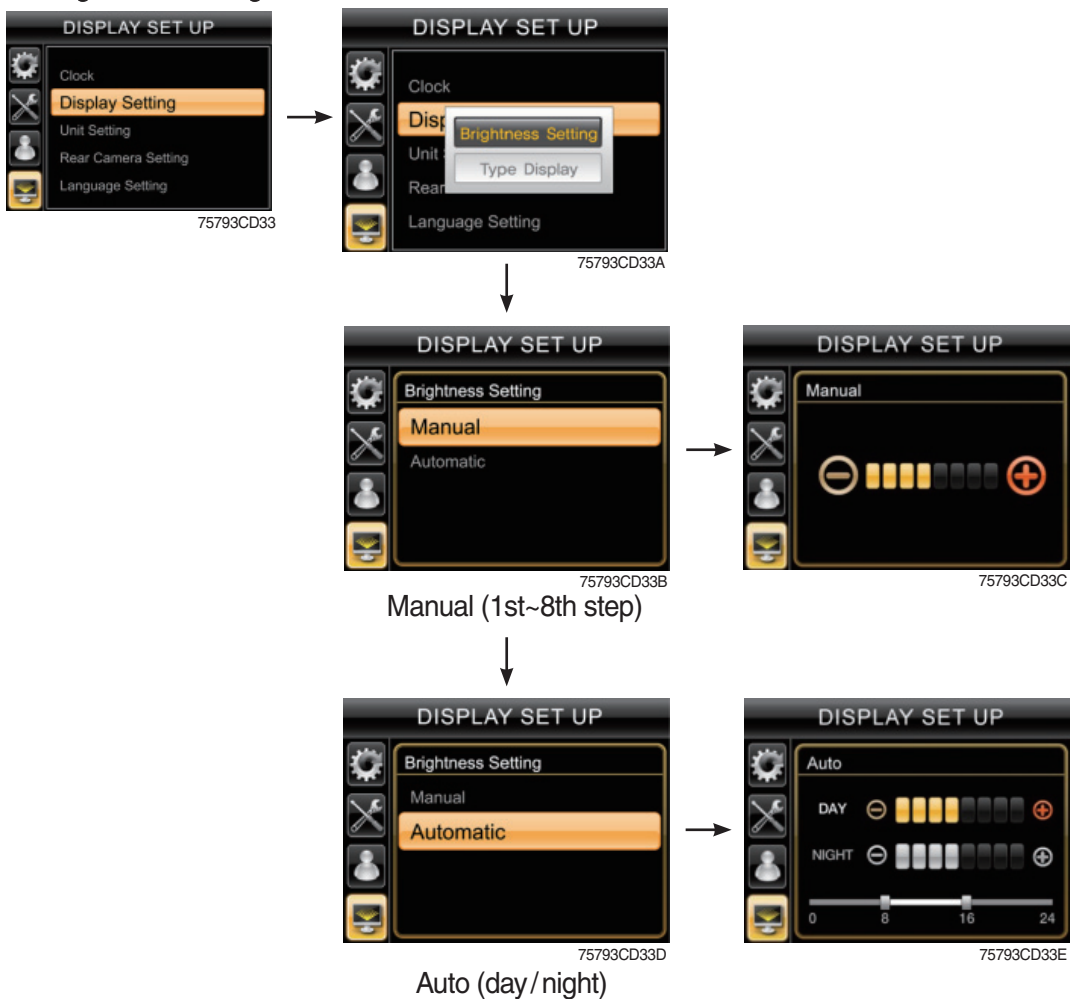 DISPLAY SET UP
Clock
Display Setting
Unit Setting
Rear Camera Setting
Language Setting
75793CD33
DISPLAY SET UP
Clock
Disp
Brightness Setting
Unit
Type Display
Rear
Language Setting
75793CD33A
DISPLAY SET UP
Brightness Setting
Manual
Automatic
75793CD33B
Manual (1st~8th step)
DISPLAY SET UP
Manual
75793CD33C
DISPLAY SET UP
Brightness Setting
Manual
Automatic
75793CD33D
Auto (day/night)
DISPLAY SET UP
Auto
DAY
NIGHT
0 8 16 24
75793CD33E